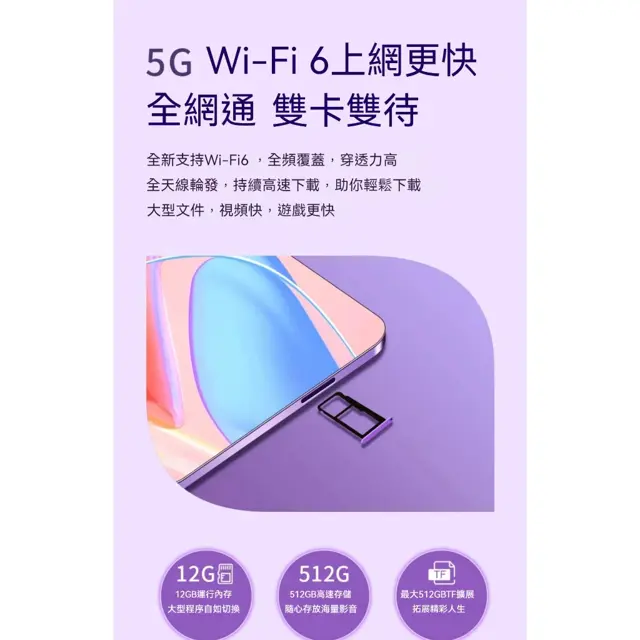 5G Wi-Fi 6上網更快
全網通 雙卡雙待
全新支持Wi-Fi6，全頻覆蓋，穿透力高
全天線輪發，持續高速下載，助你輕鬆下載
大型文件，視頻快，遊戲更快
12G
12GB運行內存
大型程序自如切換
512G
512GB高速存儲
隨心存放海量影音
TF
最大512GBTF擴展
拓展精彩人生